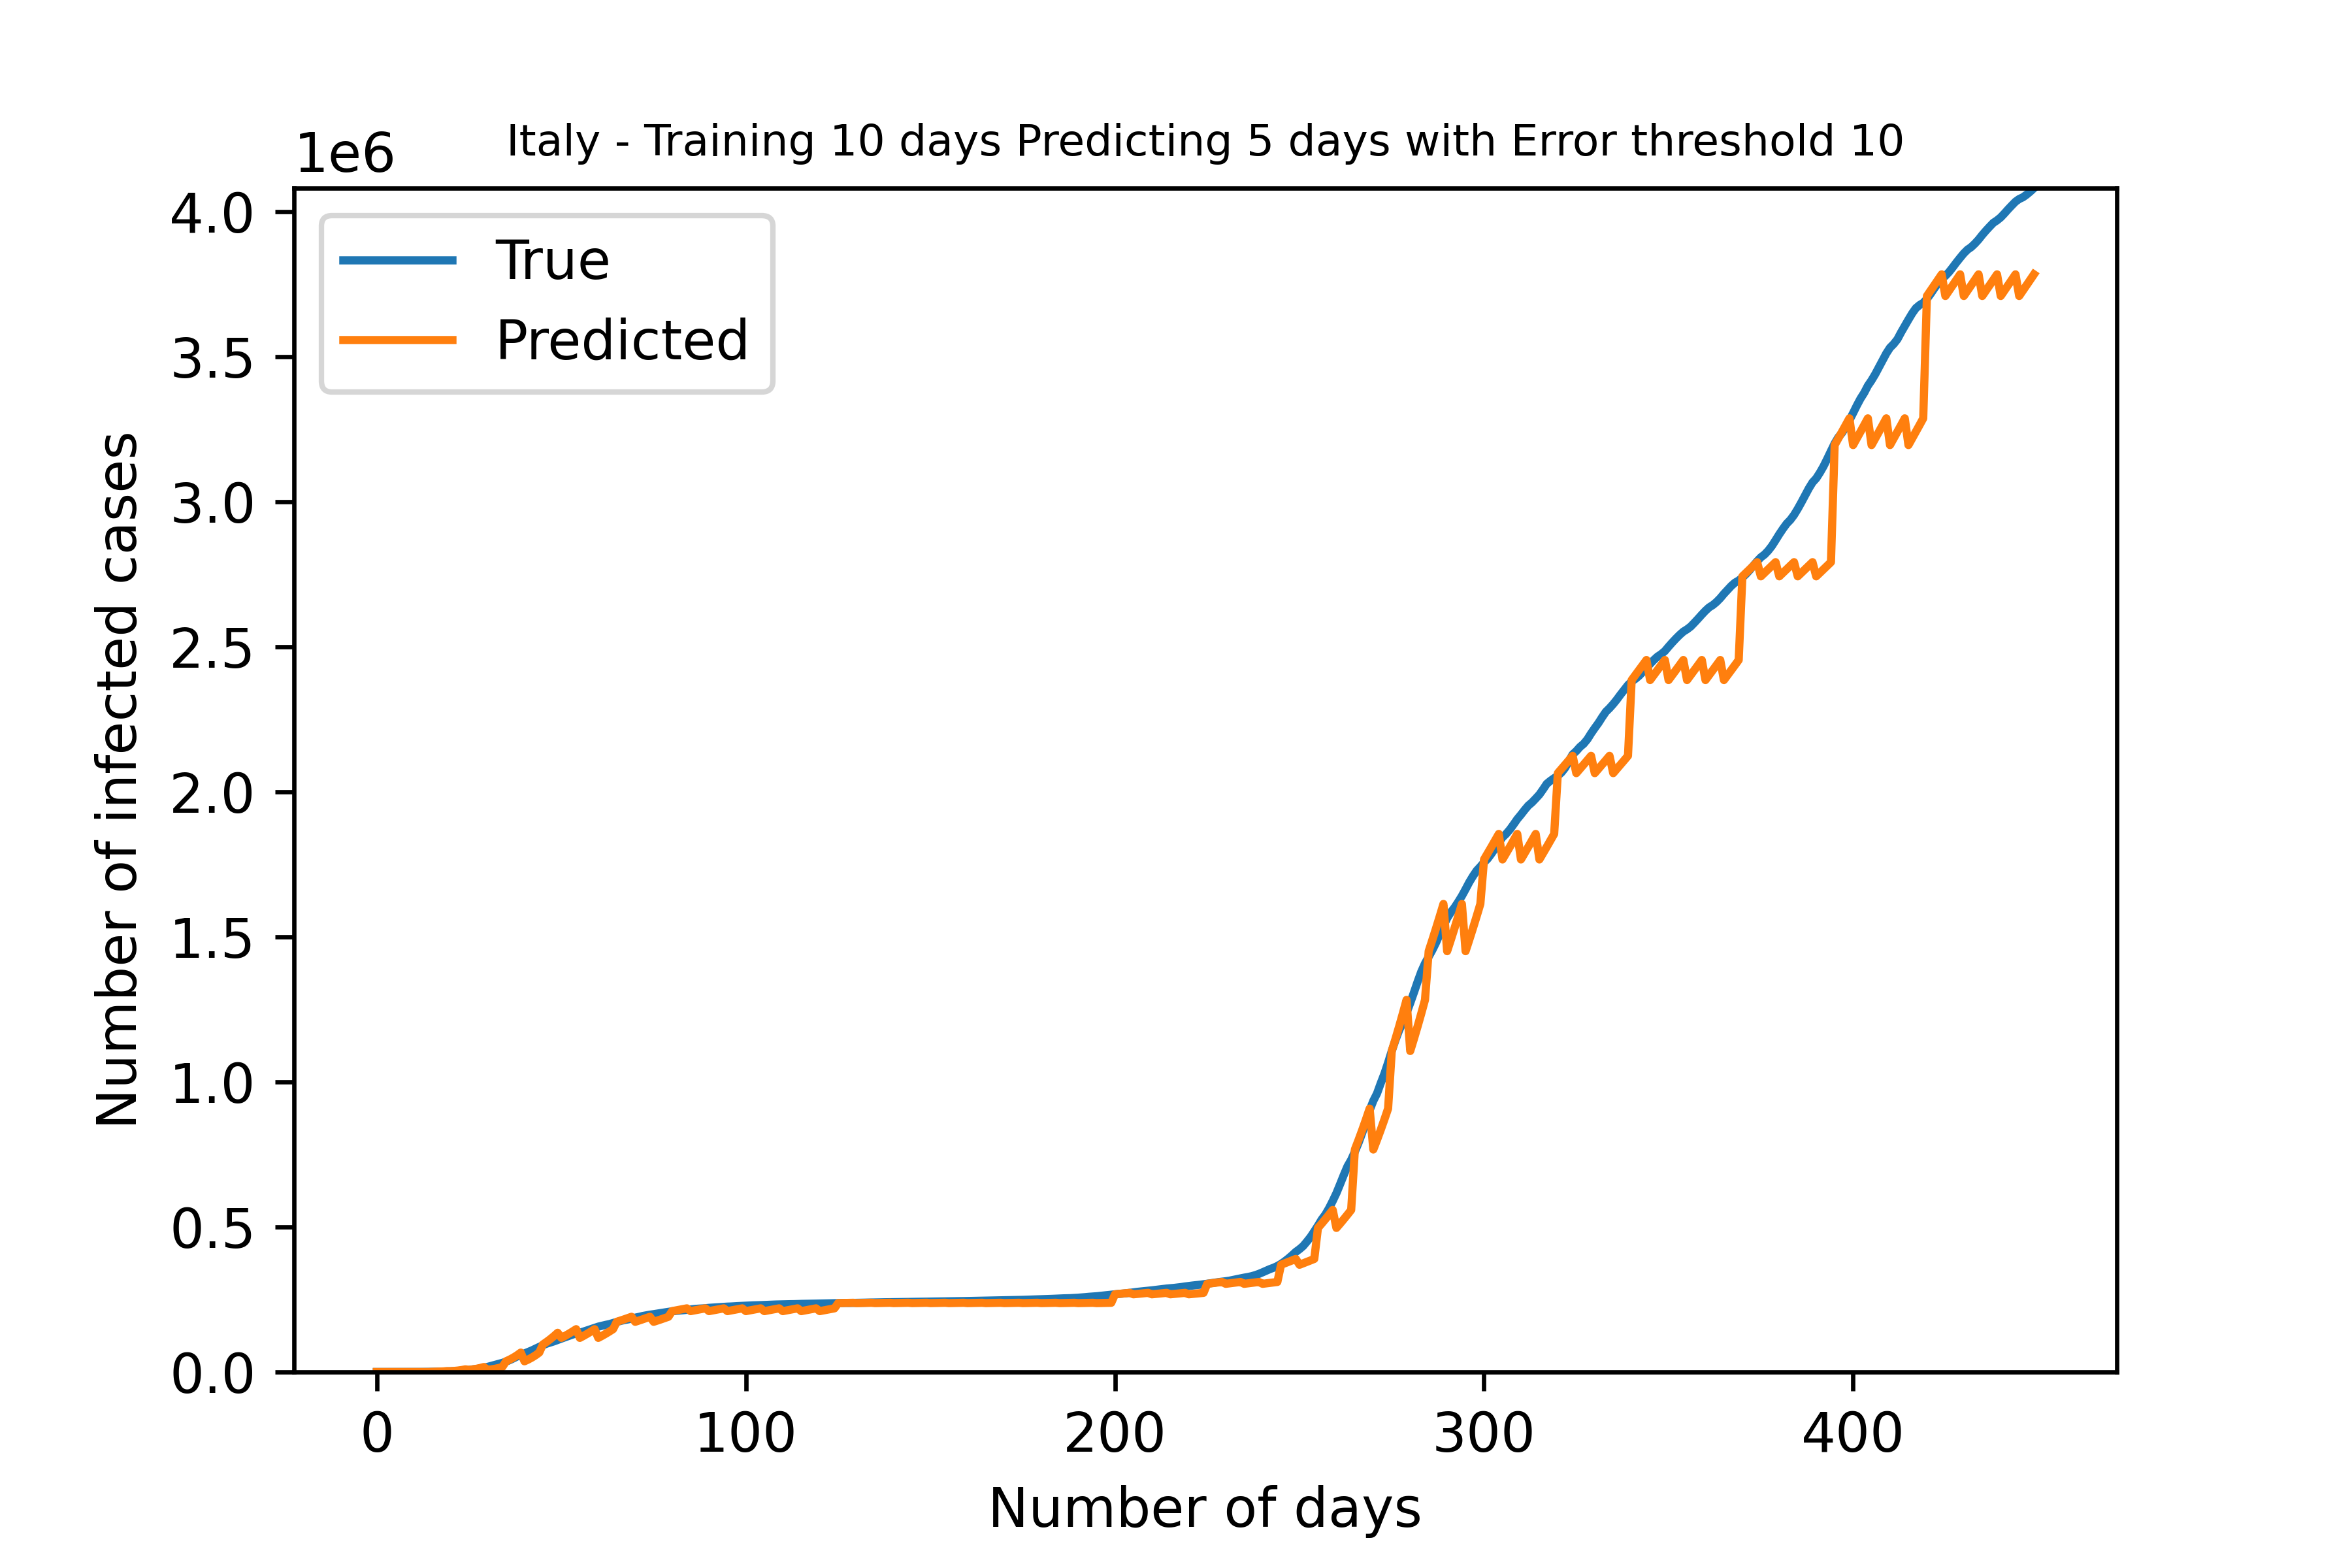 Italy - Training 10 days Predicting 5 days with Error threshold 10
1e6
True
Predicted
4.0
3.5
3.0
2.5
2.0
1.5
1.0
0.5
0.0
Number of infected cases
0 100 200 300 400
Number of days